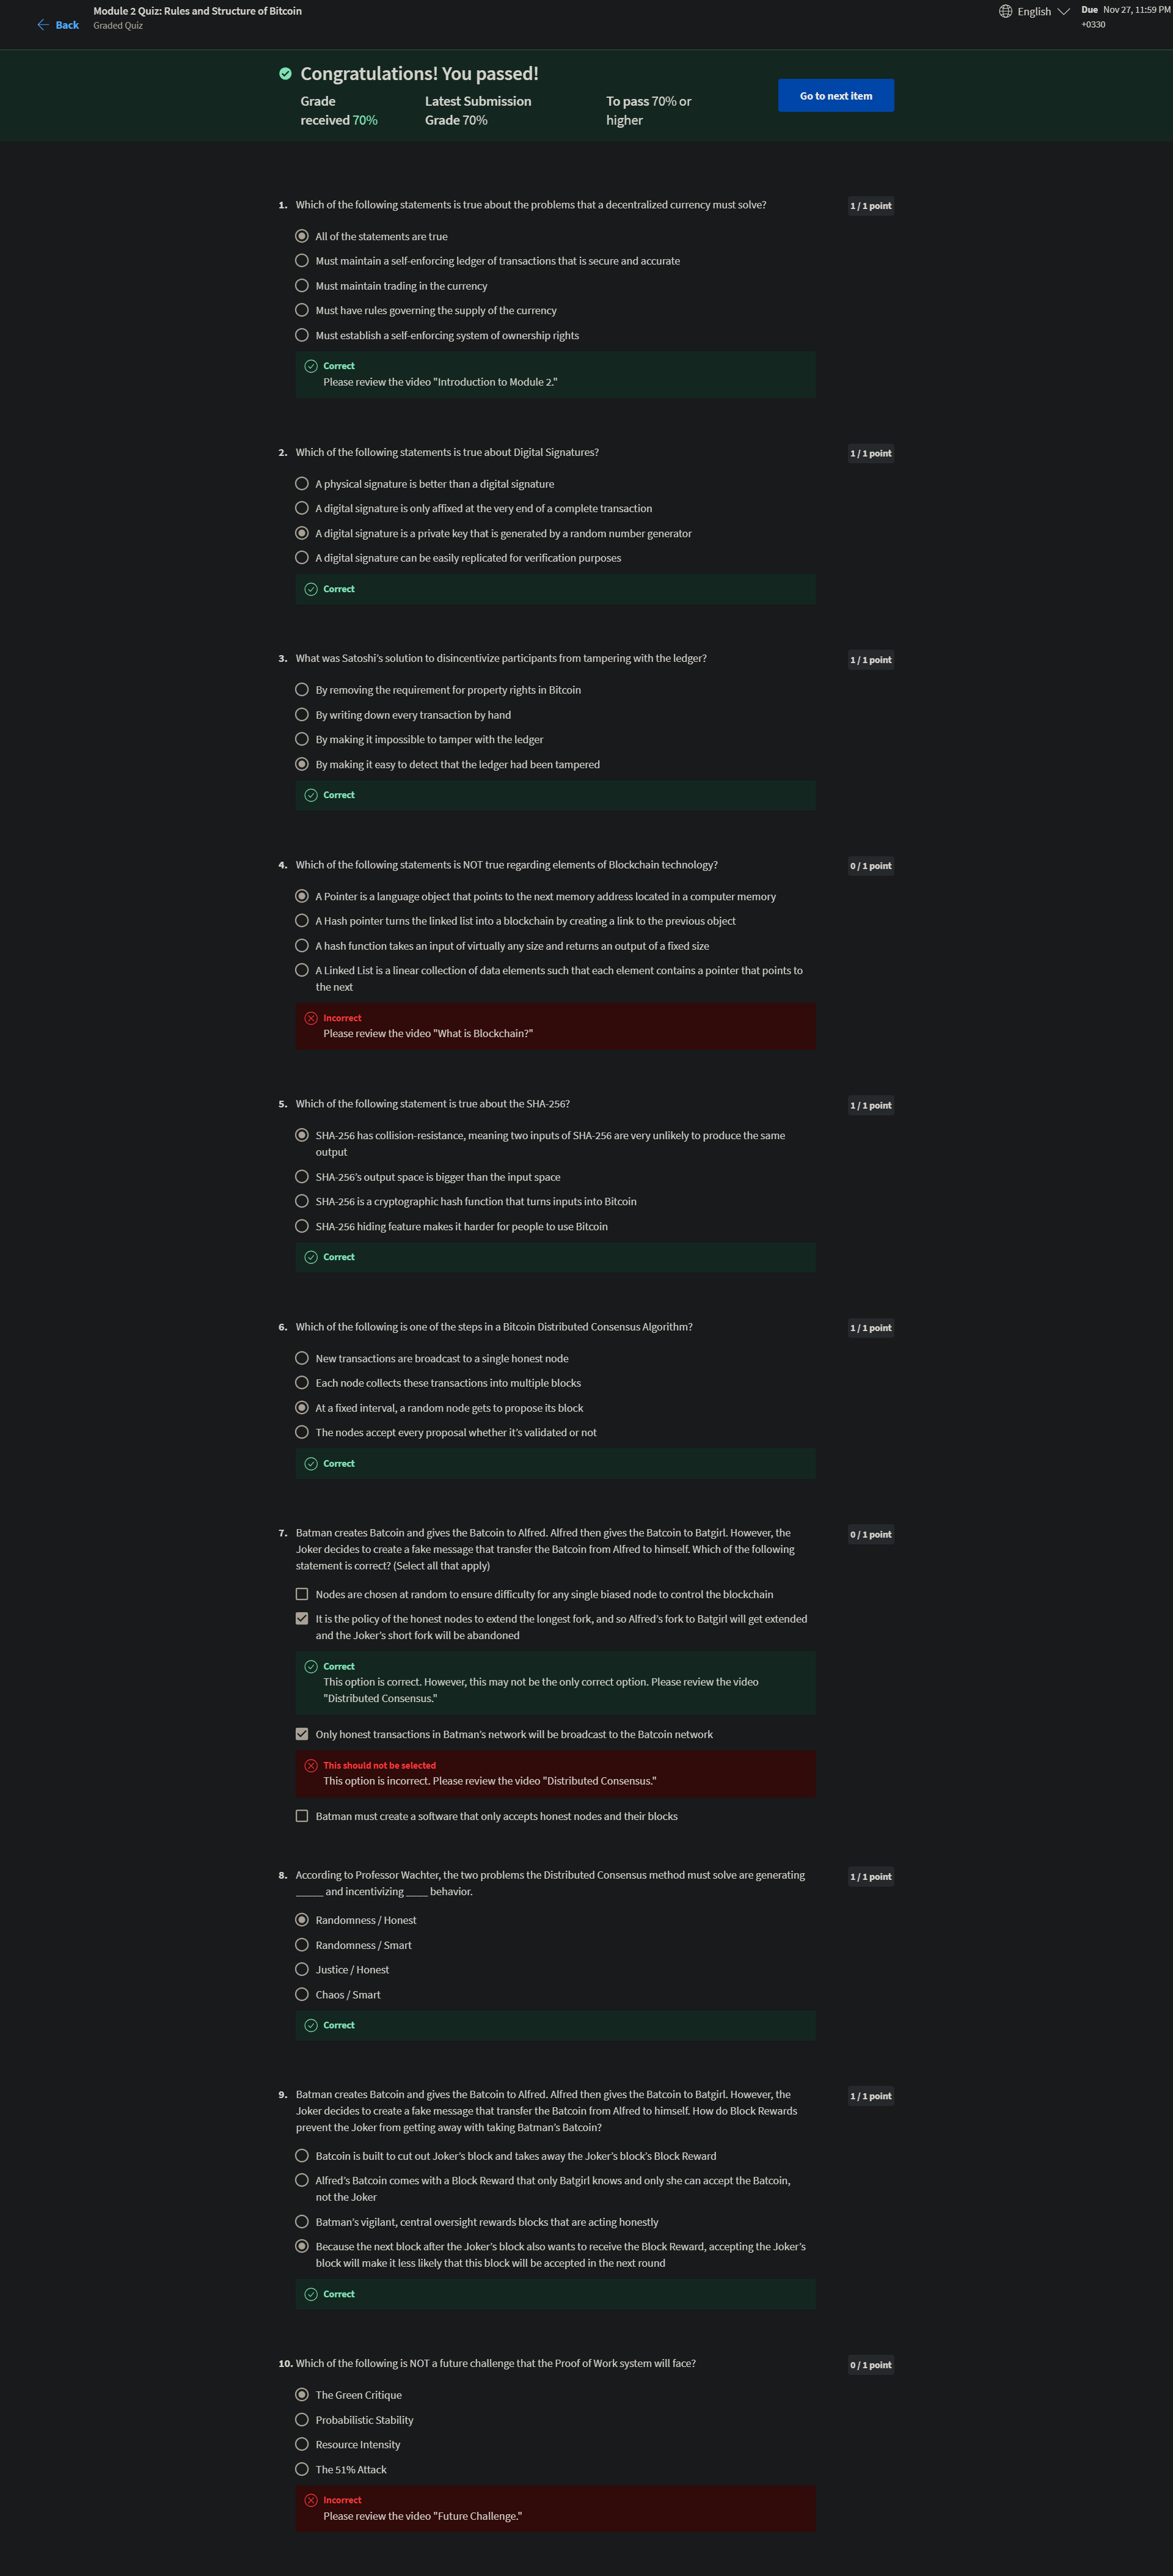 Back
Module 2 Quiz: Rules and Structure of Bitcoin
Graded Quiz
English
Due Nov 27, 11:59 PM
+0330
Congratulations! You passed!
Grade
received 70%
Latest Submission
Grade 70%
To pass 70% or
higher
Go to next item
1. Which of the following statements is true about the problems that a decentralized currency must solve?
1 / 1 point
All of the statements are true
Must maintain a self-enforcing ledger of transactions that is secure and accurate
Must maintain trading in the currency
Must have rules governing the supply of the currency
Must establish a self-enforcing system of ownership rights
Correct
Please review the video "Introduction to Module 2."
2. Which of the following statements is true about Digital Signatures?
1 / 1 point
A physical signature is better than a digital signature
A digital signature is only affixed at the very end of a complete transaction
A digital signature is a private key that is generated by a random number generator
A digital signature can be easily replicated for verification purposes
Correct
3. What was Satoshi’s solution to disincentivize participants from tampering with the ledger?
1 / 1 point
By removing the requirement for property rights in Bitcoin
By writing down every transaction by hand
By making it impossible to tamper with the ledger
By making it easy to detect that the ledger had been tampered
Correct
4. Which of the following statements is NOT true regarding elements of Blockchain technology?
0 / 1 point
A Pointer is a language object that points to the next memory address located in a computer memory
A Hash pointer turns the linked list into a blockchain by creating a link to the previous object
A hash function takes an input of virtually any size and returns an output of a fixed size
A Linked List is a linear collection of data elements such that each element contains a pointer that points to
the next
Incorrect
Please review the video "What is Blockchain?"
5. Which of the following statement is true about the SHA-256?
1 / 1 point
SHA-256 has collision-resistance, meaning two inputs of SHA-256 are very unlikely to produce the same
output
SHA-256’s output space is bigger than the input space
SHA-256 is a cryptographic hash function that turns inputs into Bitcoin
SHA-256 hiding feature makes it harder for people to use Bitcoin
Correct
6. Which of the following is one of the steps in a Bitcoin Distributed Consensus Algorithm?
1 / 1 point
New transactions are broadcast to a single honest node
Each node collects these transactions into multiple blocks
At a fixed interval, a random node gets to propose its block
The nodes accept every proposal whether it’s validated or not
Correct
7. Batman creates Batcoin and gives the Batcoin to Alfred. Alfred then gives the Batcoin to Batgirl. However, the
Joker decides to create a fake message that transfer the Batcoin from Alfred to himself. Which of the following
statement is correct? (Select all that apply)
0 / 1 point
Nodes are chosen at random to ensure difficulty for any single biased node to control the blockchain
It is the policy of the honest nodes to extend the longest fork, and so Alfred’s fork to Batgirl will get extended
and the Joker’s short fork will be abandoned
Correct
This option is correct. However, this may not be the only correct option. Please review the video
"Distributed Consensus."
Only honest transactions in Batman’s network will be broadcast to the Batcoin network
This should not be selected
This option is incorrect. Please review the video "Distributed Consensus."
Batman must create a software that only accepts honest nodes and their blocks
8. According to Professor Wachter, the two problems the Distributed Consensus method must solve are generating
_____ and incentivizing ____ behavior.
1 / 1 point
Randomness / Honest
Randomness / Smart
Justice / Honest
Chaos / Smart
Correct
9. Batman creates Batcoin and gives the Batcoin to Alfred. Alfred then gives the Batcoin to Batgirl. However, the
Joker decides to create a fake message that transfer the Batcoin from Alfred to himself. How do Block Rewards
prevent the Joker from getting away with taking Batman’s Batcoin?
1 / 1 point
Batcoin is built to cut out Joker’s block and takes away the Joker’s block’s Block Reward
Alfred’s Batcoin comes with a Block Reward that only Batgirl knows and only she can accept the Batcoin,
not the Joker
Batman’s vigilant, central oversight rewards blocks that are acting honestly
Because the next block after the Joker’s block also wants to receive the Block Reward, accepting the Joker’s
block will make it less likely that this block will be accepted in the next round
Correct
10. Which of the following is NOT a future challenge that the Proof of Work system will face?
0 / 1 point
The Green Critique
Probabilistic Stability
Resource Intensity
The 51% Attack
Incorrect
Please review the video "Future Challenge."